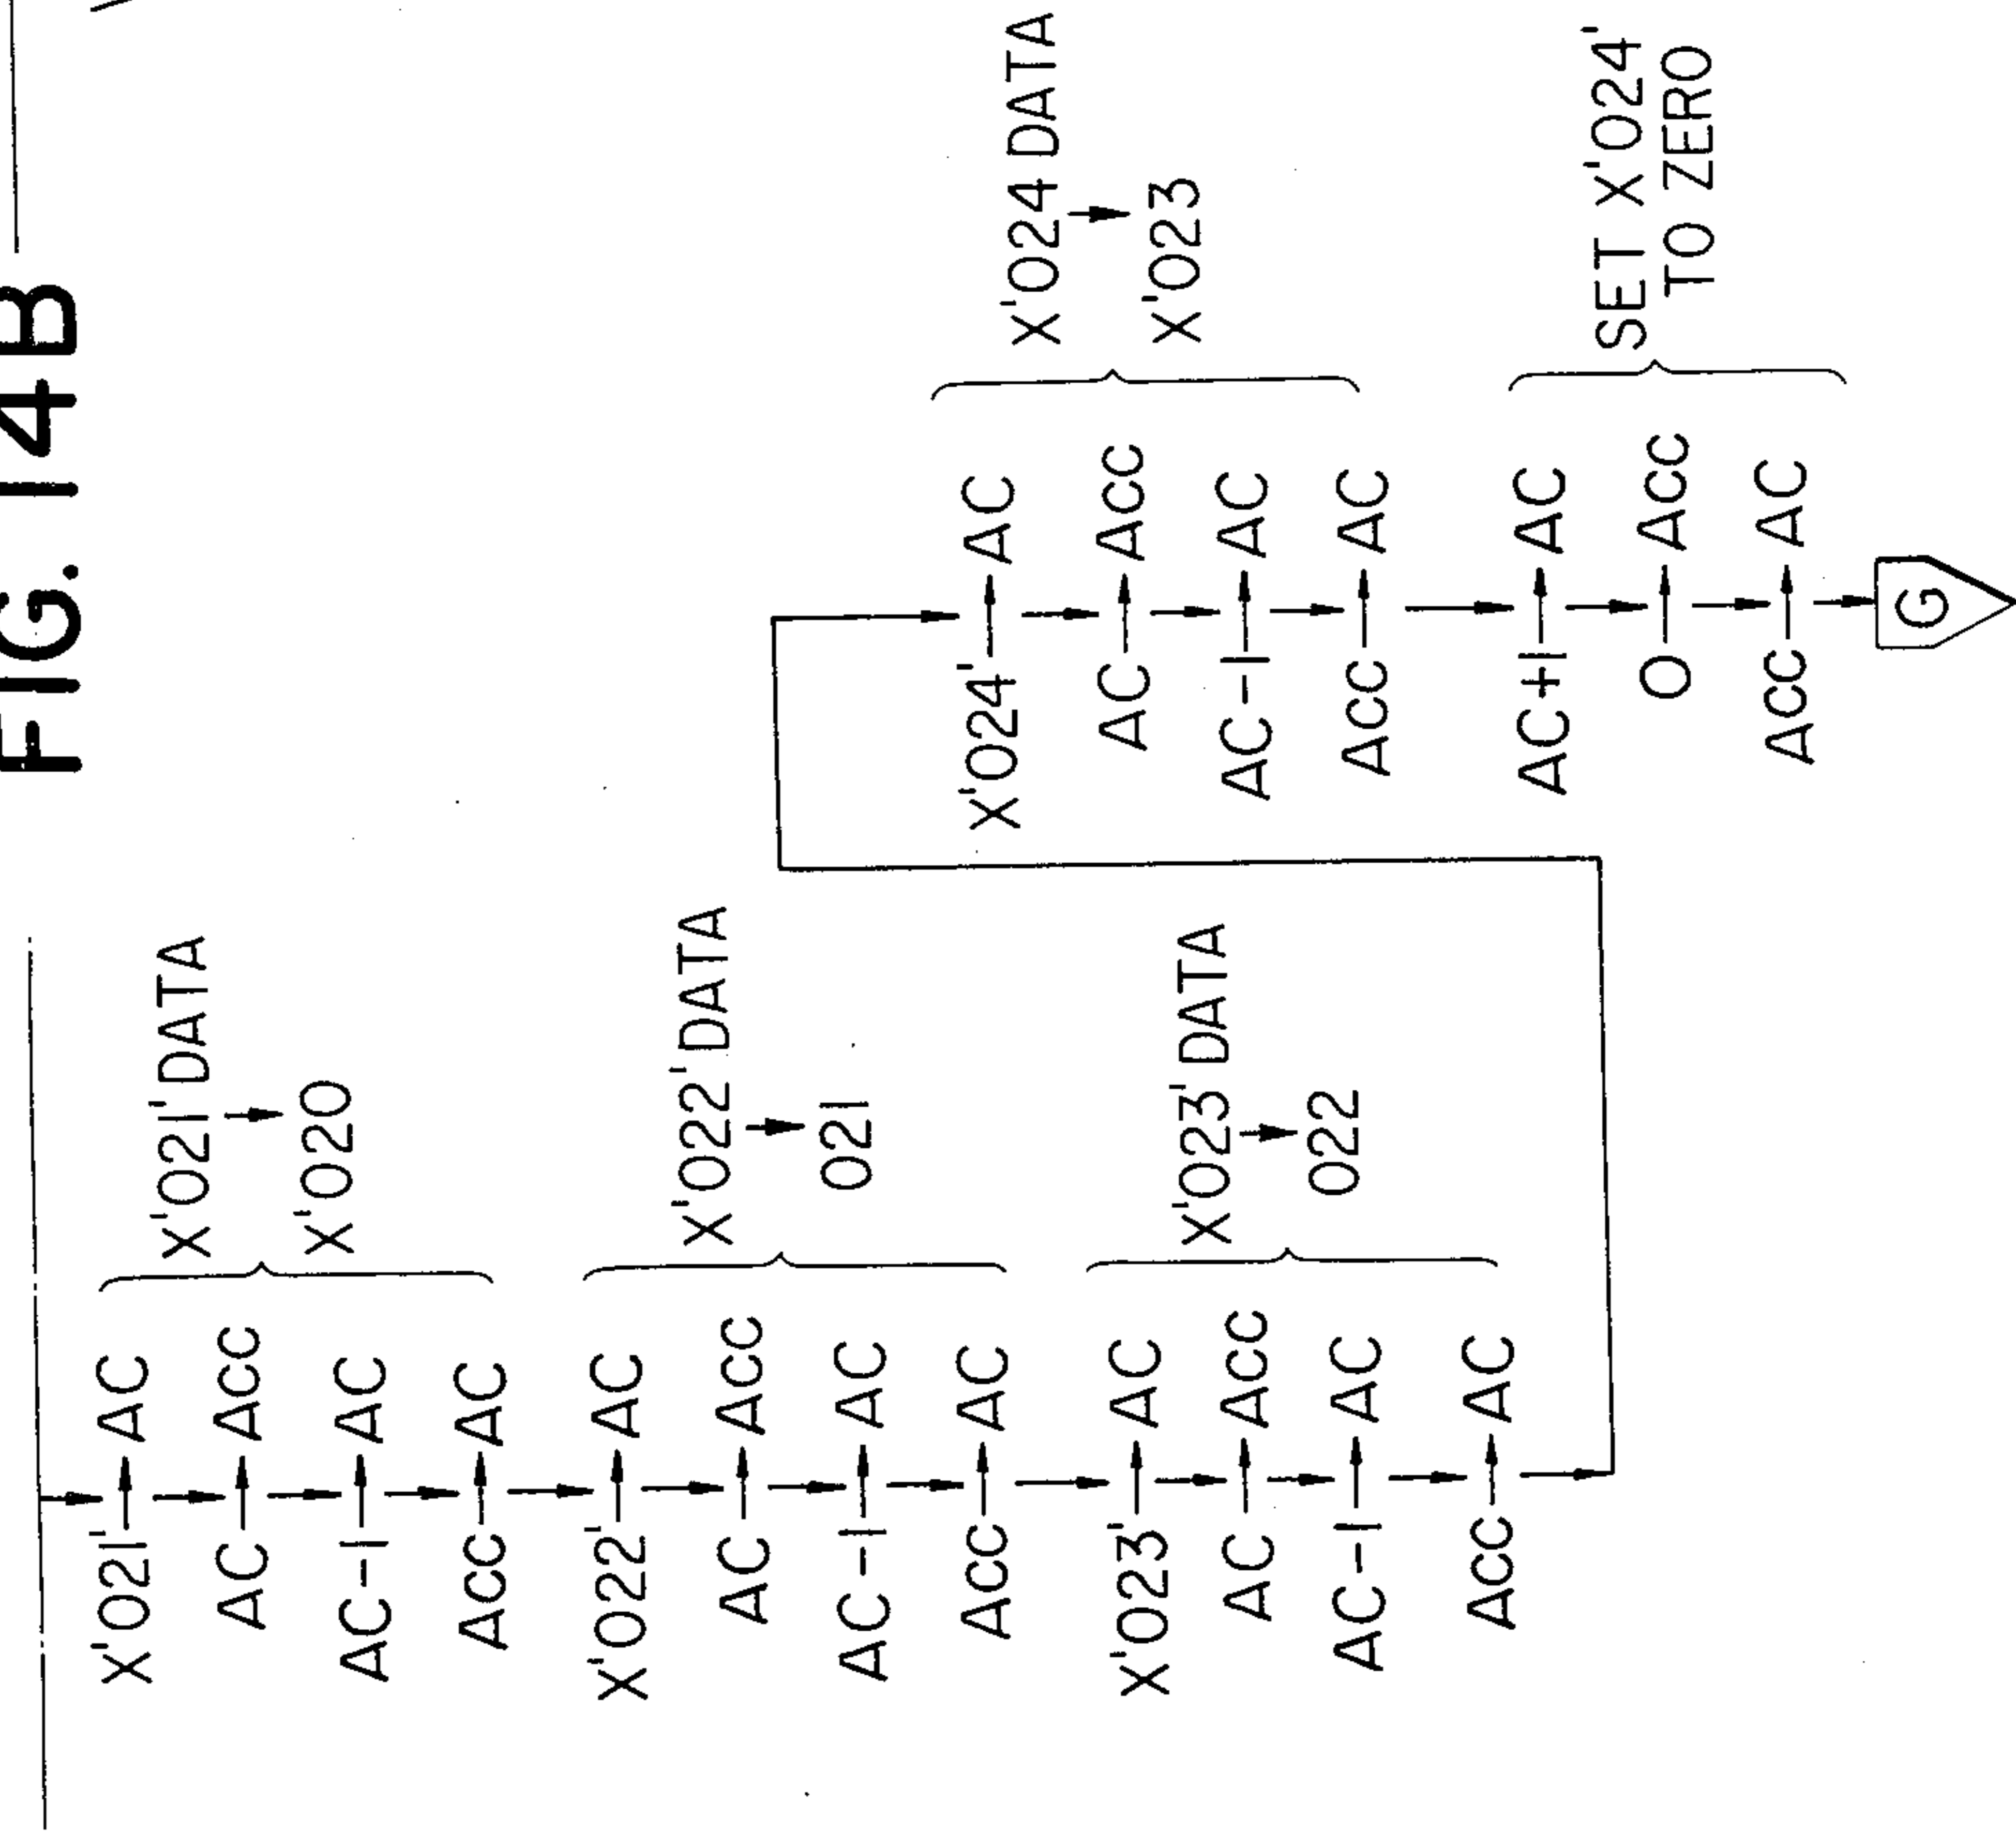 FIG. 14B
X'021' → AC
AC → Acc
AC-1 → AC
Acc → AC
X'021' DATA
↓
X'020
X'022' → AC
AC → Acc
AC-1 → AC
Acc → AC
X'022' DATA
↓
021
X'023' → AC
AC → Acc
AC-1 → AC
Acc → AC
X'023' DATA
↓
022
X'024' → AC
AC → Acc
AC-1 → AC
Acc → AC
X'024 DATA
↓
X'023
AC+1 → AC
0 → Acc
Acc → AC
SET X'024'
TO ZERO
G